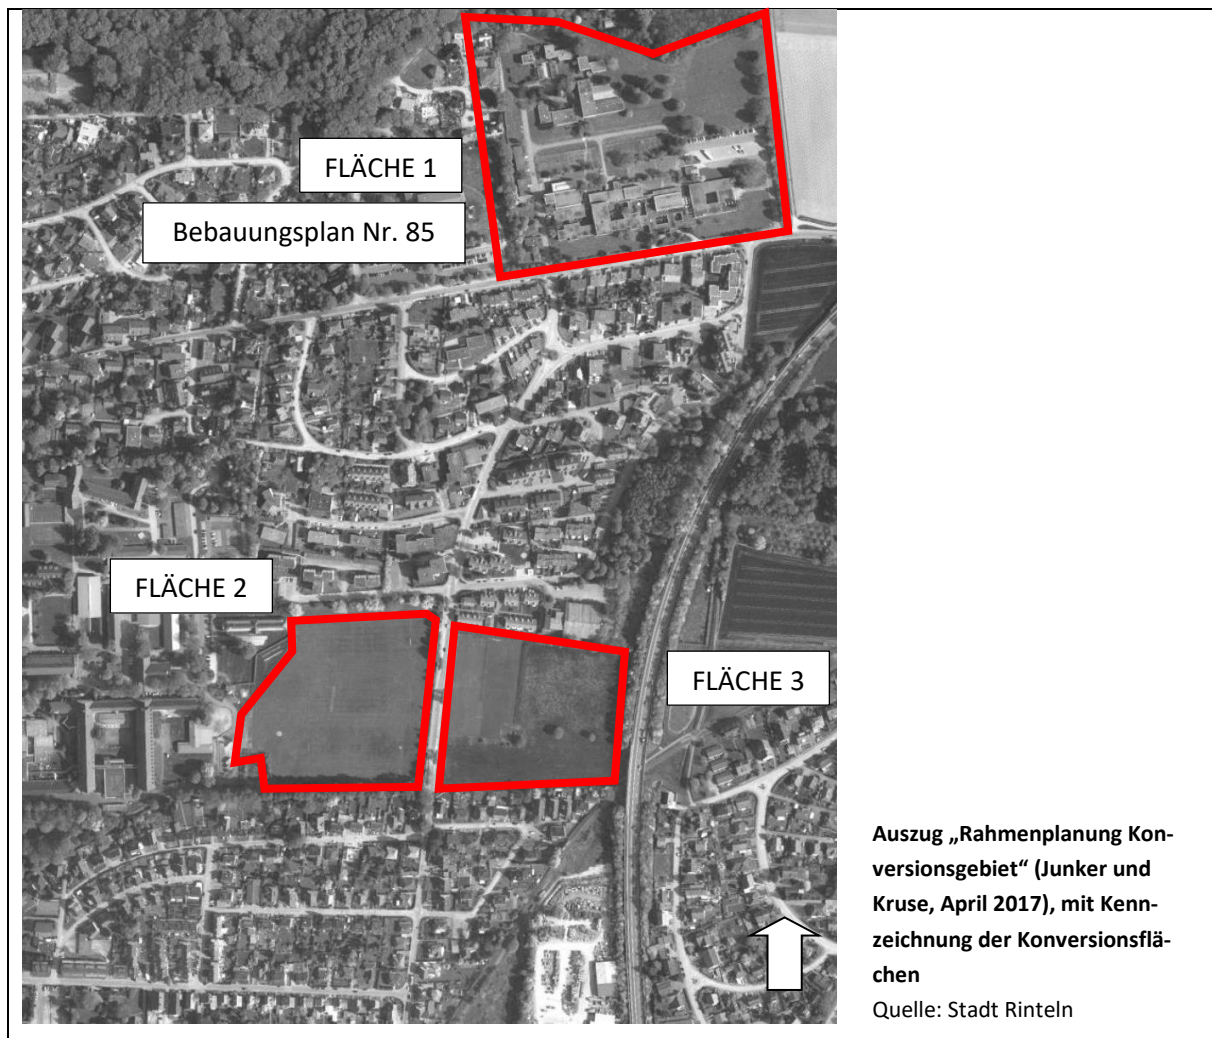 FLÄCHE 1
Bebauungsplan Nr. 85
FLÄCHE 2
FLÄCHE 3
Auszug „Rahmenplanung Kon-
versionsgebiet“ (Junker und
Kruse, April 2017), mit Kenn-
zeichnung der Konversionsflä-
chen
Quelle: Stadt Rinteln